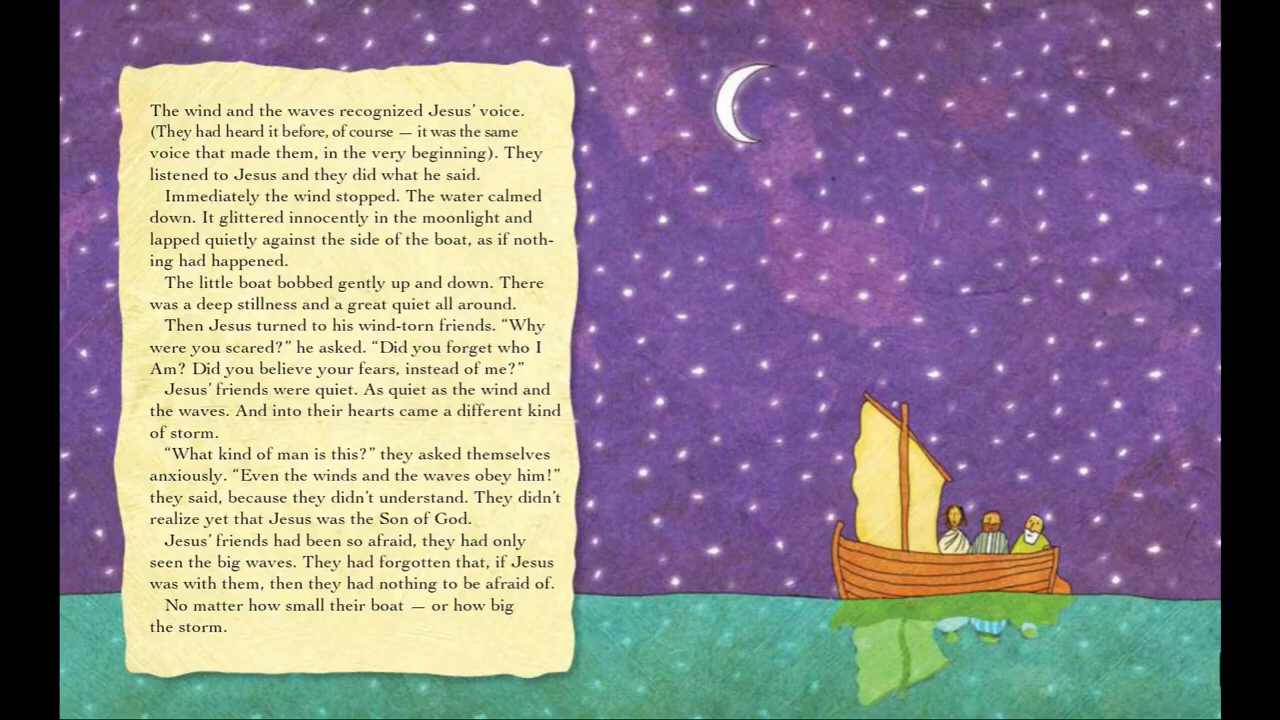 The wind and the waves recognized Jesus’ voice.
(They had heard it before, of course — it was the same
voice that made them, in the very beginning). They
listened to Jesus and they did what he said.
Immediately the wind stopped. The water calmed
down. It glittered innocently in the moonlight and
lapped quietly against the side of the boat, as if noth-
ing had happened.
The little boat bobbed gently up and down. There
was a deep stillness and a great quiet all around.
Then Jesus turned to his wind-torn friends. “Why
were you scared?” he asked. “Did you forget who I
Am? Did you believe your fears, instead of me?”
Jesus’ friends were quiet. As quiet as the wind and
the waves. And into their hearts came a different kind
of storm.
“What kind of man is this?” they asked themselves
anxiously. “Even the winds and the waves obey him!”
they said, because they didn’t understand. They didn’t
realize yet that Jesus was the Son of God.
Jesus’ friends had been so afraid, they had only
seen the big waves. They had forgotten that, if Jesus
was with them, then they had nothing to be afraid of.
No matter how small their boat — or how big
the storm.